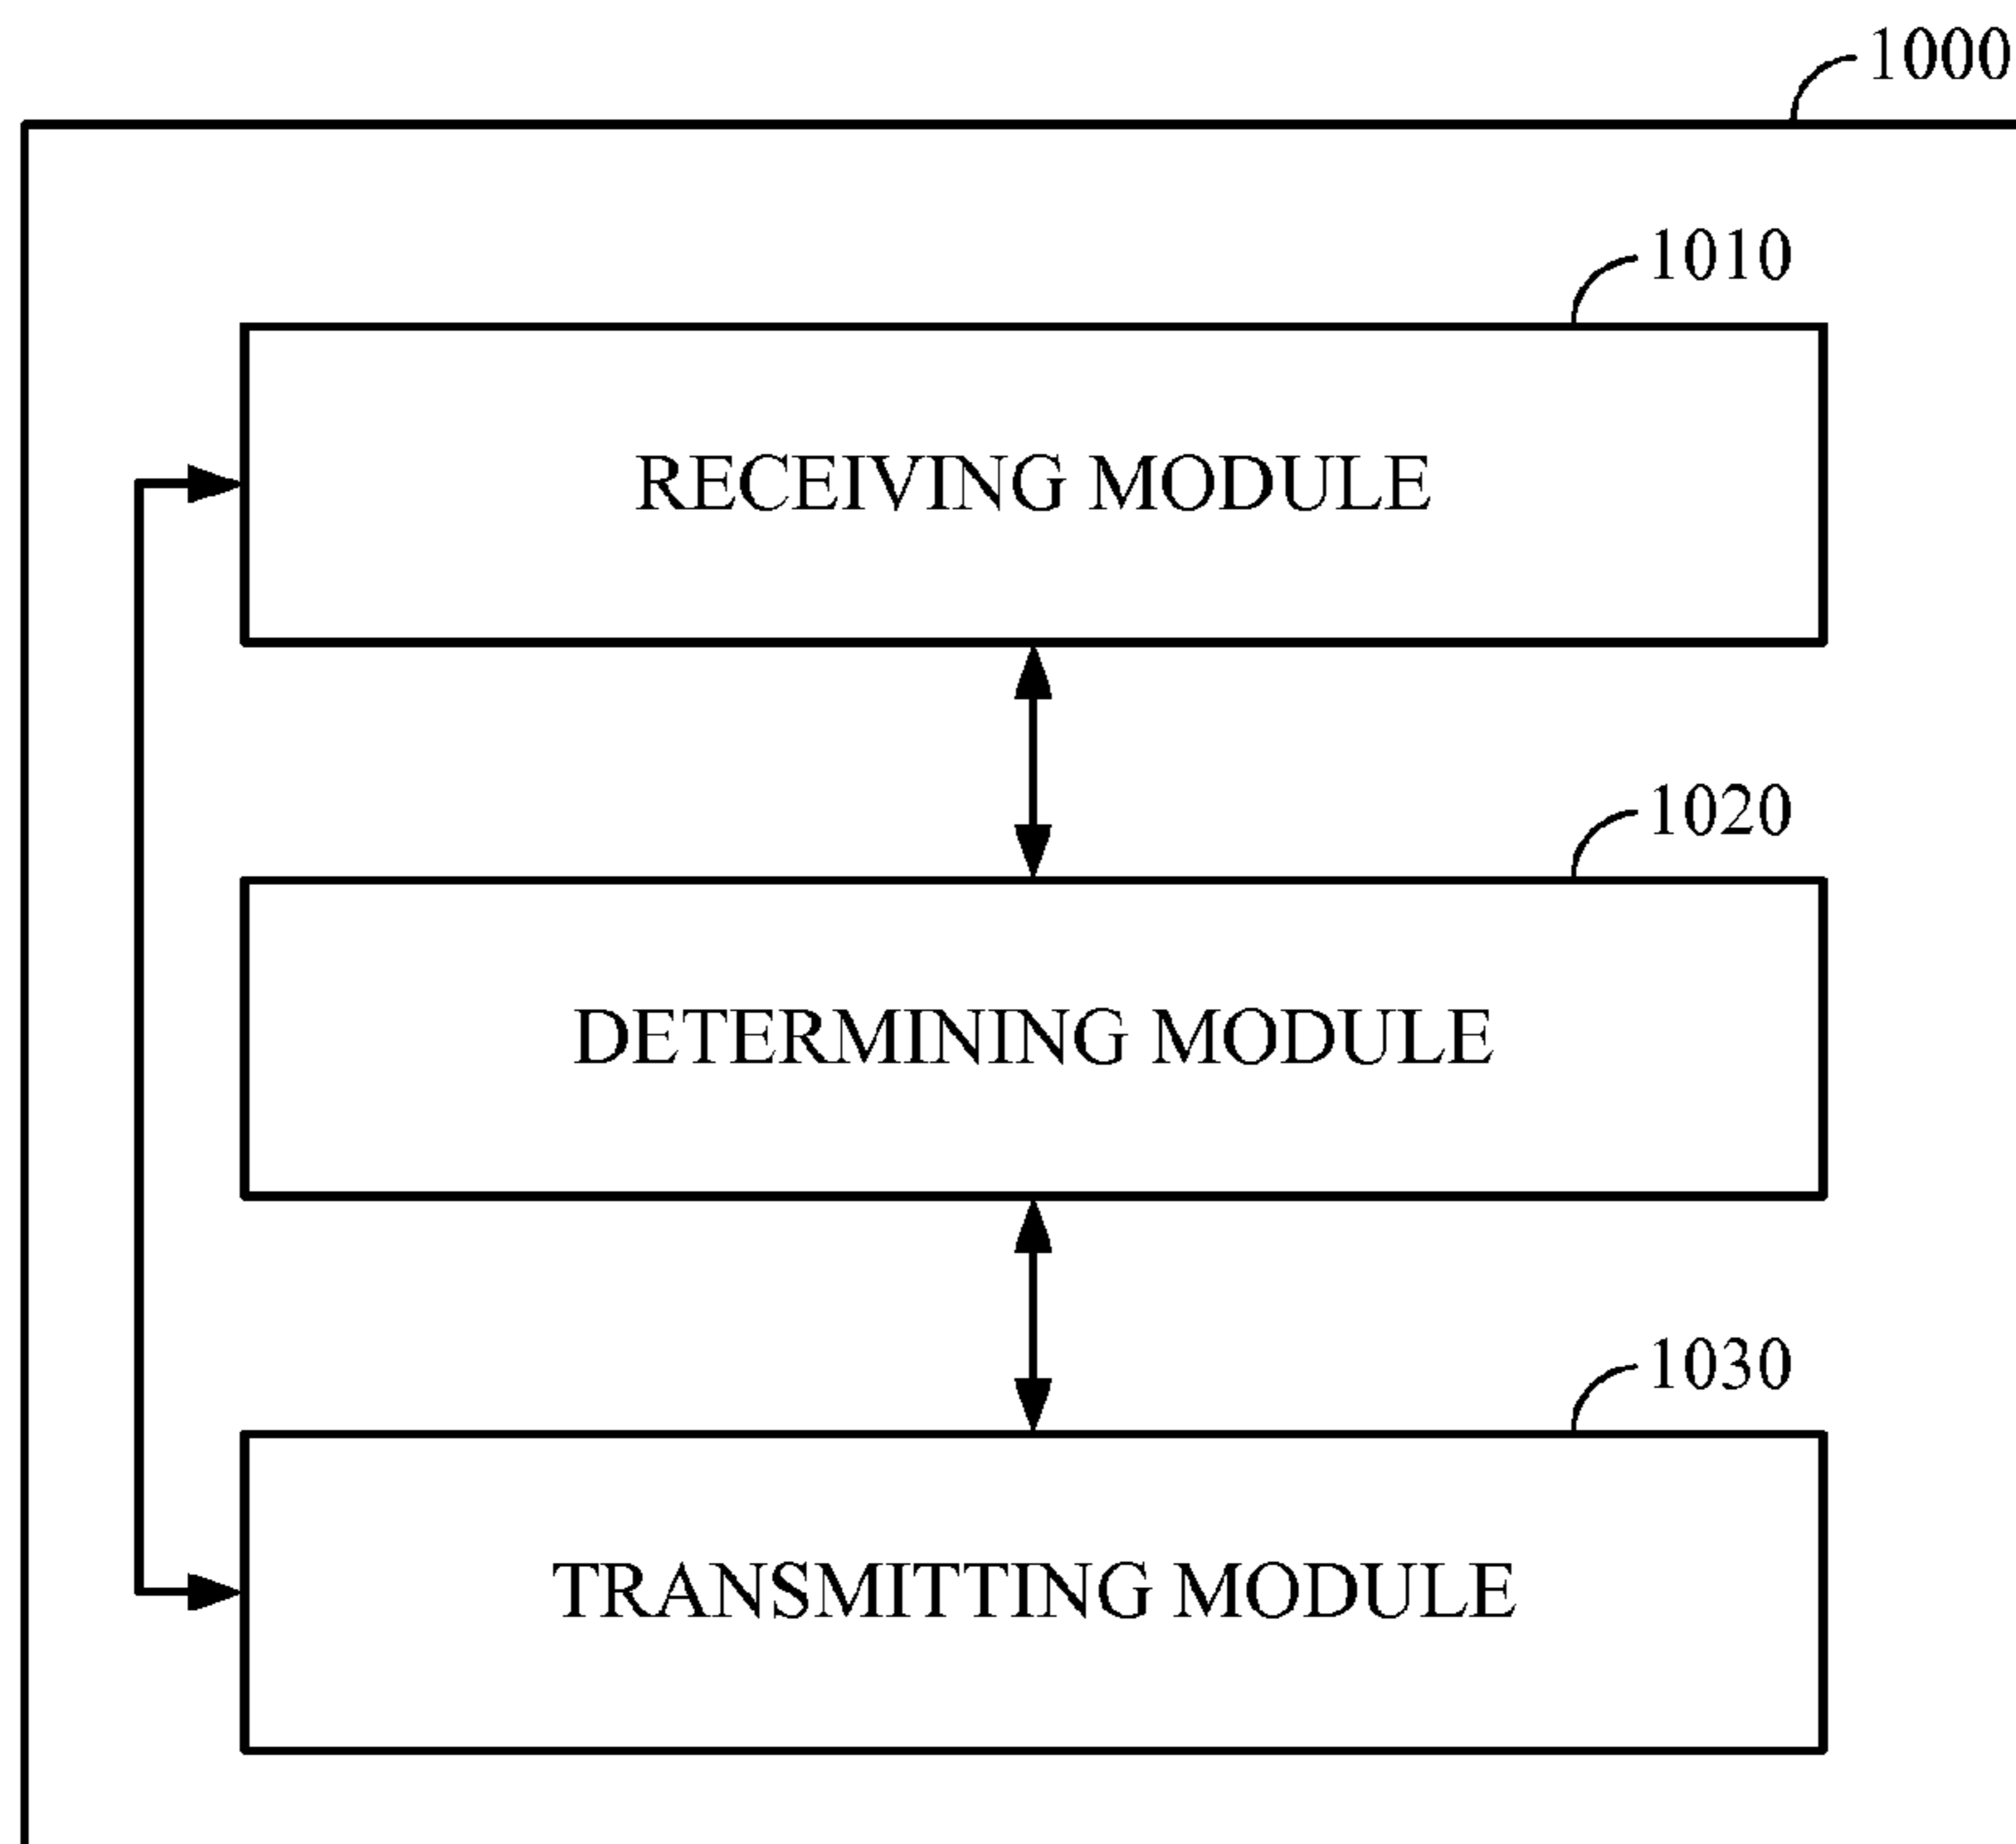 1000
1010
RECEIVING MODULE
1020
DETERMINING MODULE
1030
TRANSMITTING MODULE